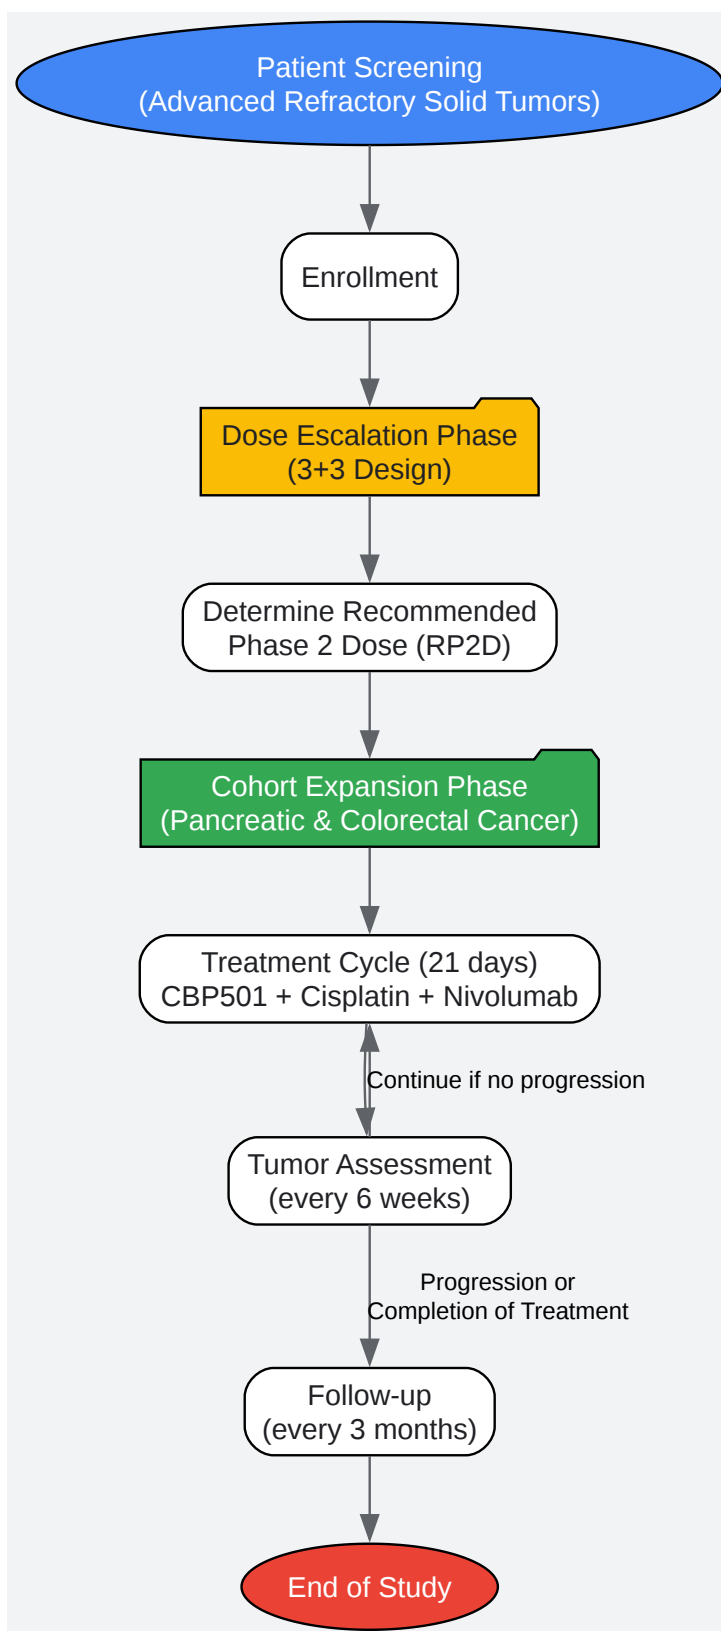 Patient Screening
(Advanced Refractory Solid Tumors)
Enrollment
Dose Escalation Phase
(3+3 Design)
Determine Recommended
Phase 2 Dose (RP2D)
Cohort Expansion Phase
(Pancreatic & Colorectal Cancer)
Treatment Cycle (21 days)
CBP501 + Cisplatin + Nivolumab
Continue if no progression
Tumor Assessment
(every 6 weeks)
Progression or
Completion of Treatment
Follow-up
(every 3 months)
End of Study